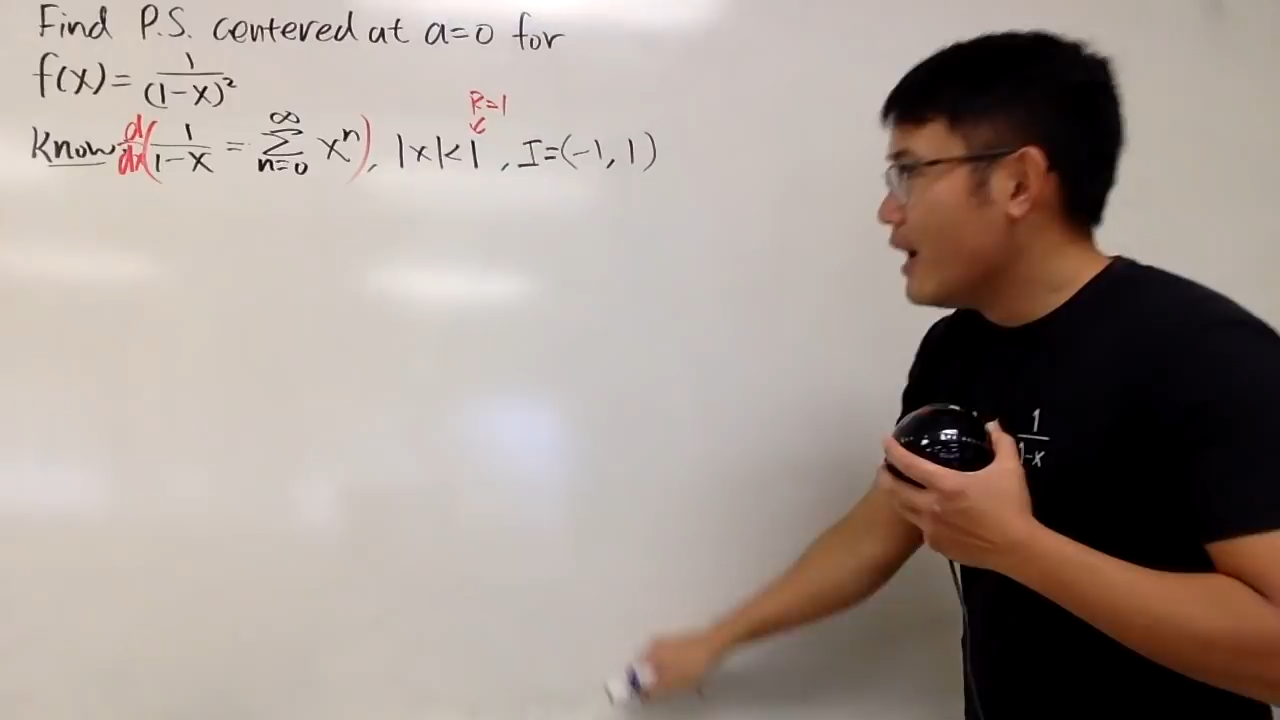 Find P.S. centered at a=0 for
f(x)= 1/(1-x)²
R=1
Know d/dx( 1/1-x = ∞ Σ n=0 xⁿ), |x|<1, I=(-1, 1)
1/1-x